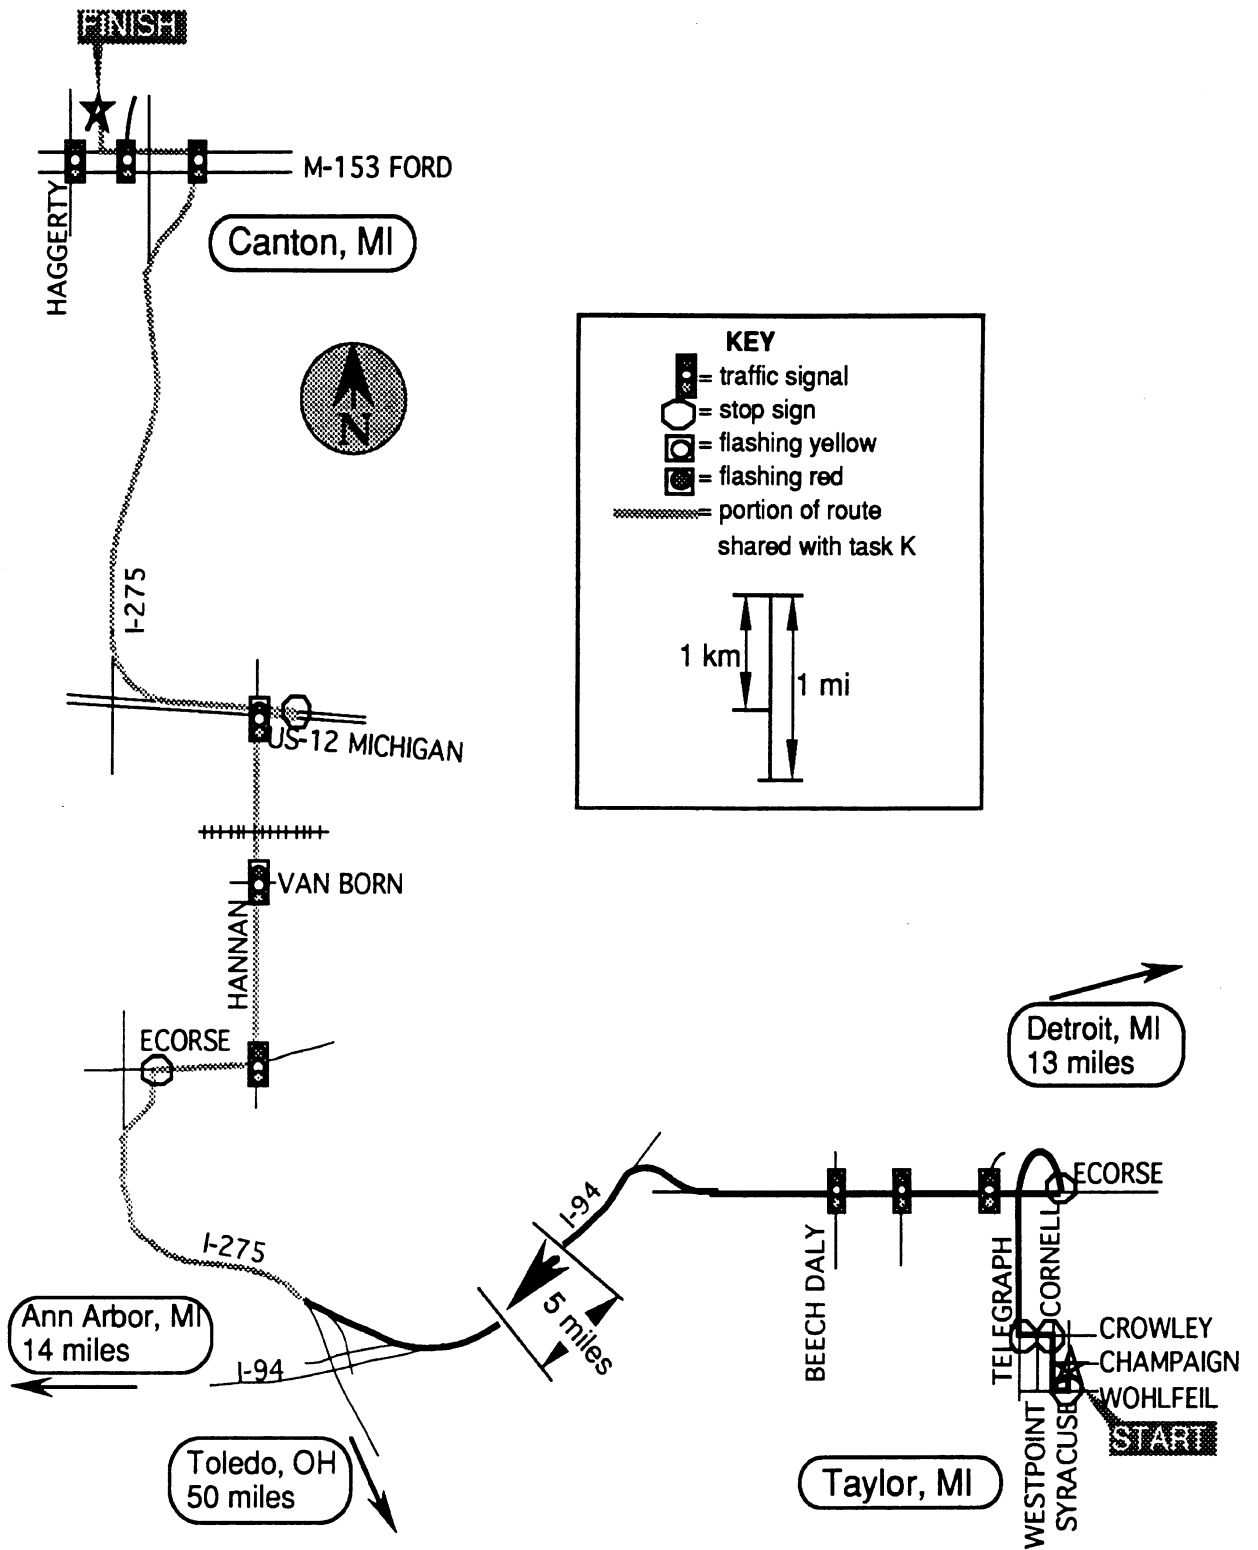 FINISH
M-153 FORD
HAGGERTY
Canton, MI
N
KEY
= traffic signal
= stop sign
= flashing yellow
= flashing red
= portion of route
shared with task K
1 km
1 mi
I-275
US-12 MICHIGAN
VAN BORN
HANNAN
ECORSE
Detroit, MI
13 miles
ECORSE
I-94
I-275
5 miles
BEECH DALY
TELEGRAPH
CORNELL
Ann Arbor, MI
14 miles
I-94
CROWLEY
CHAMPAIGN
WOHLFEIL
START
WESTPOINT
SYRACUSE
Toledo, OH
50 miles
Taylor, MI